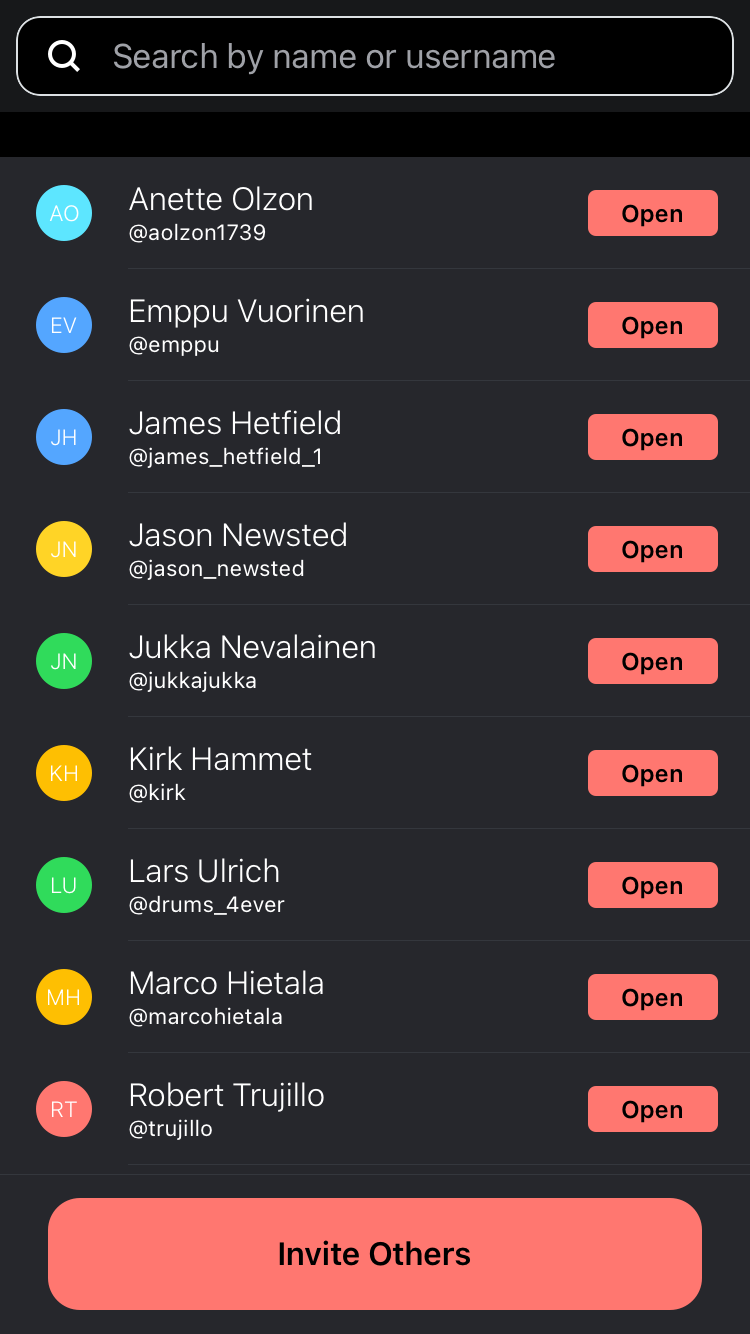 Search by name or username
AO
Anette Olzon
@aolzon1739
Open
EV
Emppu Vuorinen
@emppu
Open
JH
James Hetfield
@james_hetfield_1
Open
JN
Jason Newsted
@jason_newsted
Open
JN
Jukka Nevalainen
@jukkajukka
Open
KH
Kirk Hammet
@kirk
Open
LU
Lars Ulrich
@drums_4ever
Open
MH
Marco Hietala
@marcohietala
Open
RT
Robert Trujillo
@trujillo
Open
Invite Others